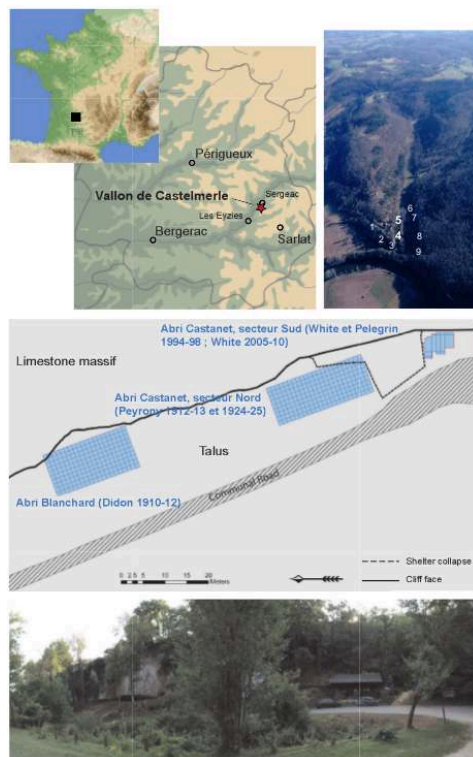 Périgueux
Sergeac
Vallon de Castelmerle
Les Eyzies
Bergerac
Sarlat
6
7
5
1
4
8
2
3
9
Abri Castanet, secteur Sud (White et Pelegrin
1994-98 ; White 2005-10)
Limestone massif
Abri Castanet, secteur Nord
(Peyrony 1912-13 et 1924-25)
Talus
Communal Road
Abri Blanchard (Didon 1910-12)
Shelter collapse
Cliff face
0 2.5 5 10 15 20
Meters